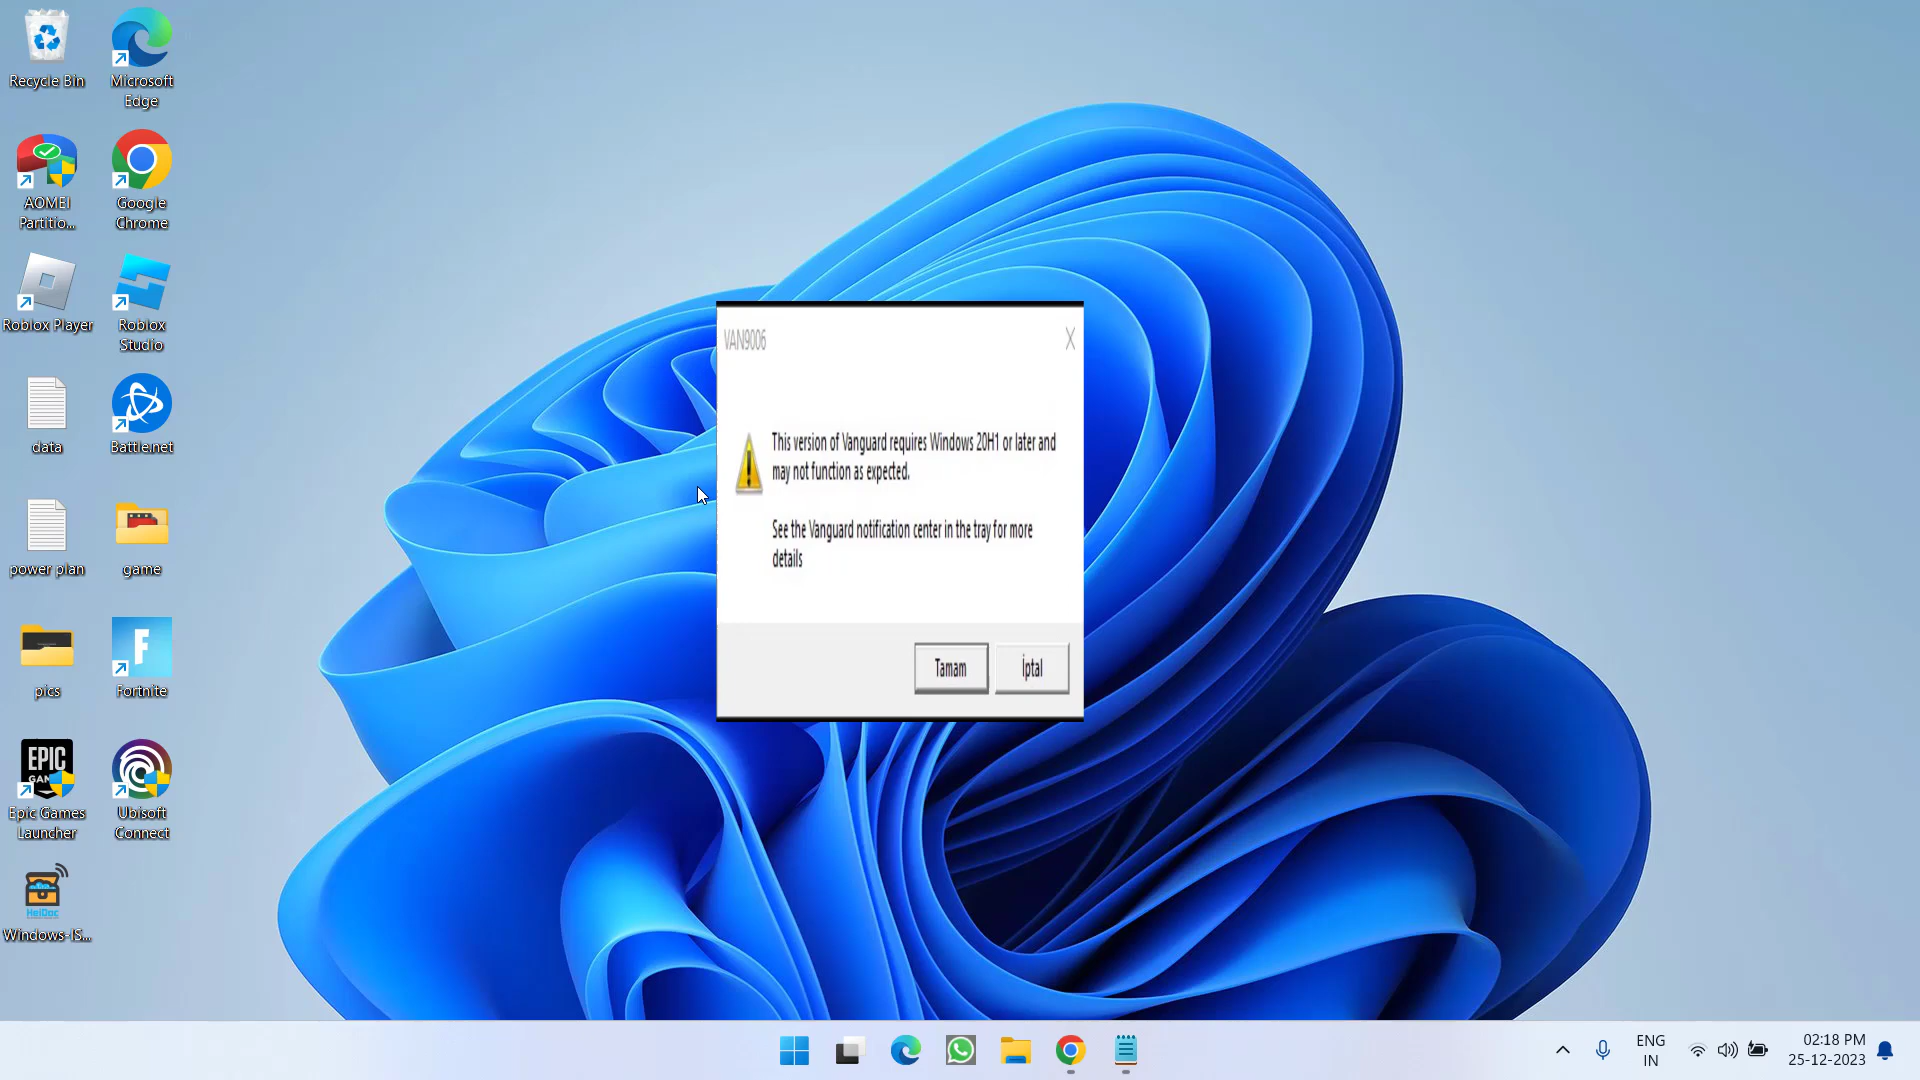 Recycle Bin
Microsoft
Edge
AOMEI
Partitio...
Google
Chrome
Roblox Player
Roblox
Studio
data
Battle.net
power plan
game
pics
F
Fortnite
EPIC
GAM
Epic Games
Launcher
Ubisoft
Connect
HeiDoc
Windows-IS...
VAN9006
This version of Vanguard requires Windows 20H1 or later and
may not function as expected.
See the Vanguard notification center in the tray for more
details
Tamam
İptal
ENG
IN
02:18 PM
25-12-2023